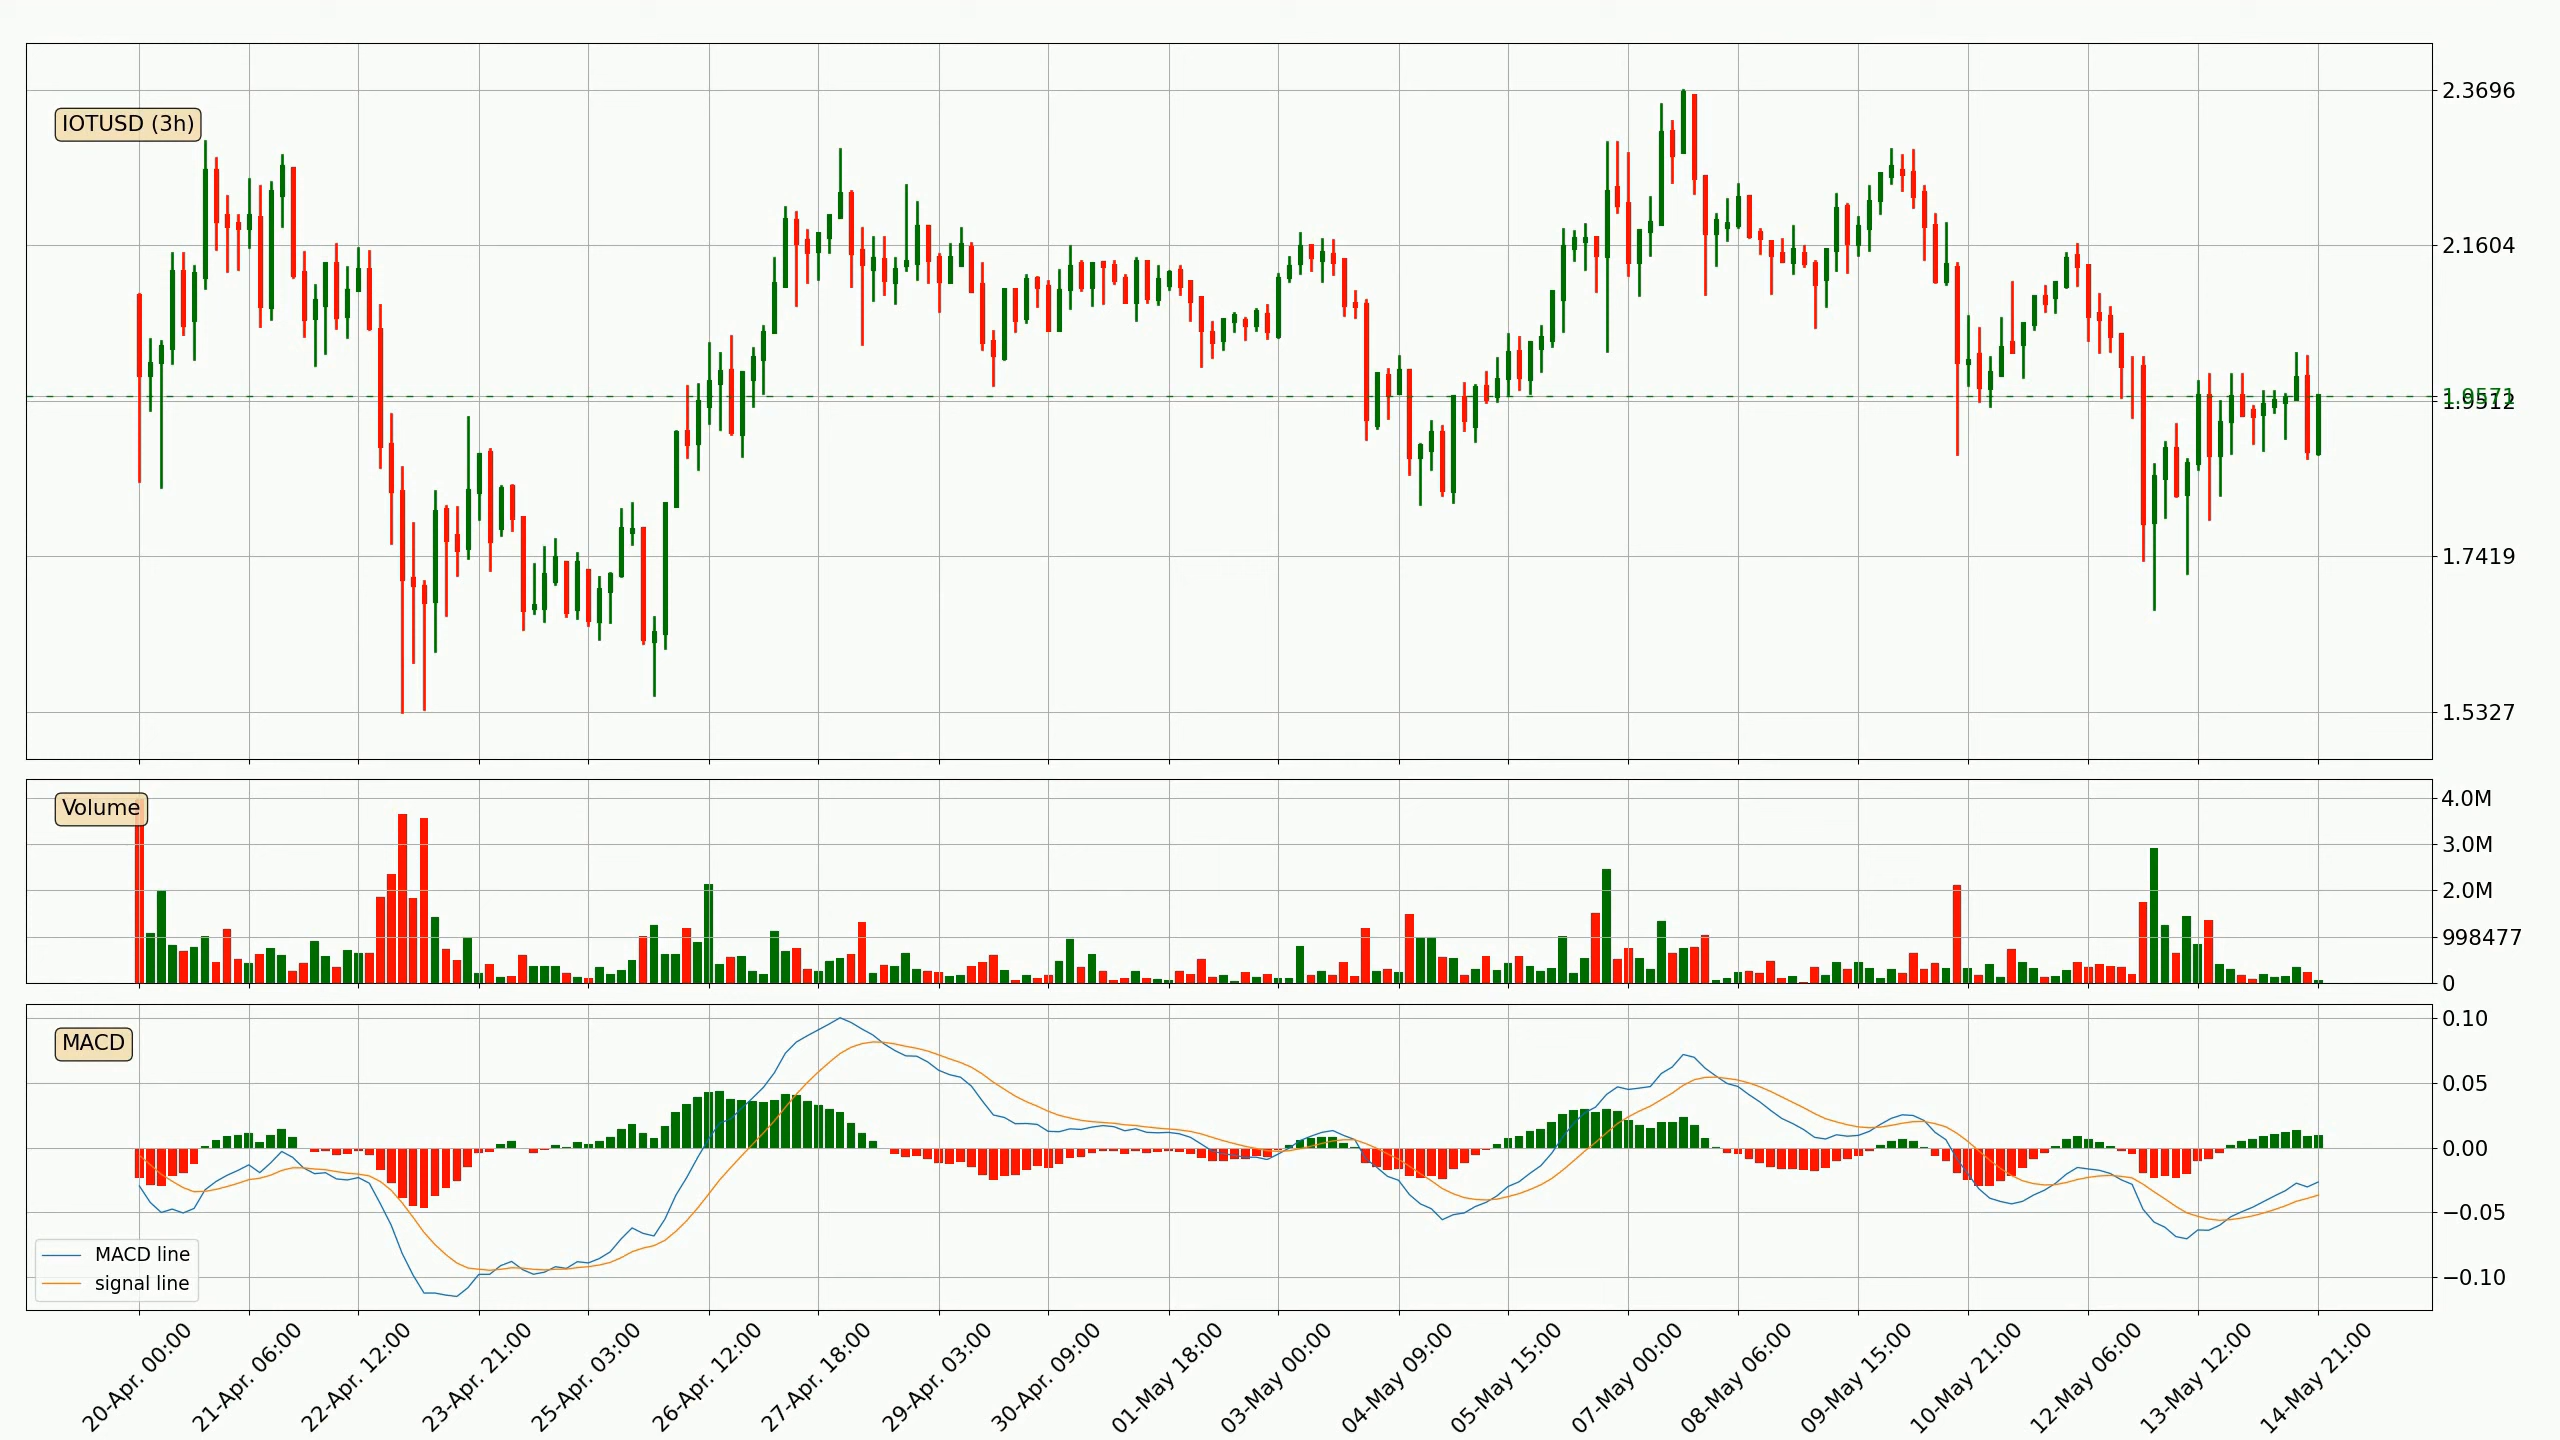 2.3696
IOTUSD (3h)
2.1604
1.9571
1.9512
1.7419
1.5327
Volume
4.0M
3.0M
2.0M
998477
0
0.10
MACD
0.05
0.00
−0.05
MACD line
signal line
−0.10
20-Apr. 00:00
21-Apr. 06:00
22-Apr. 12:00
23-Apr. 21:00
25-Apr. 03:00
26-Apr. 12:00
27-Apr. 18:00
29-Apr. 03:00
30-Apr. 09:00
01-May 18:00
03-May 00:00
04-May 09:00
05-May 15:00
07-May 00:00
08-May 06:00
09-May 15:00
10-May 21:00
12-May 06:00
13-May 12:00
14-May 21:00